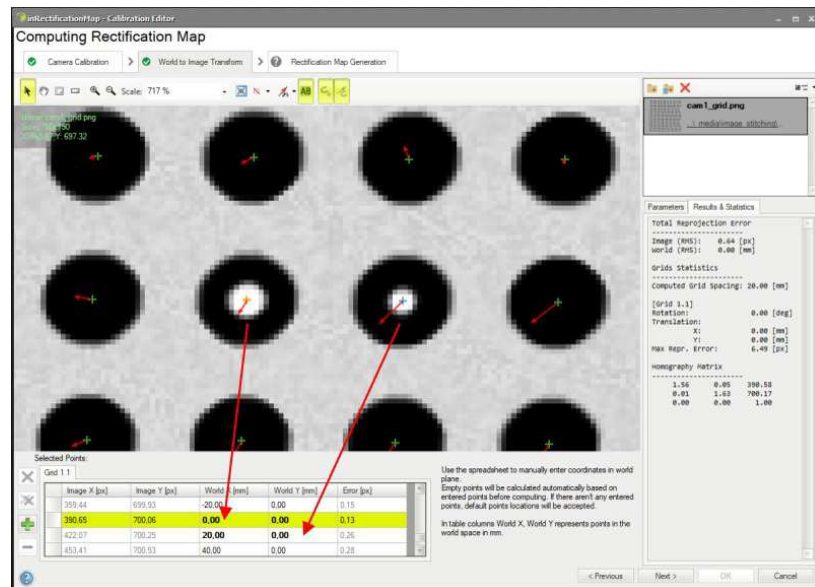 inRectificationMap - Calibration Editor
Computing Rectification Map
Camera Calibration > World to Image Transform > Rectification Map Generation
Scale: 717 %
AB
cam1_grid.png
..\_media\image_stitching\..
Y: 697.32
Parameters Results & Statistics
Total Reprojection Error
Image (RMS): 0.64 [px]
World (RMS): 0.00 [mm]
Grids Statistics
Computed Grid Spacing: 20.00 [mm]
[Grid 1.1]
Rotation: 0.00 [deg]
Translation:
X: 0.00 [mm]
Y: 0.00 [mm]
Max Repr. Error: 6.49 [px]
Homography Matrix
1.56 0.05 390.58
0.01 1.63 700.17
0.00 0.00 1.00
Selected Points:
Grid 1.1
Image X [px] Image Y [px] World X [mm] World Y [mm] Error [px]
359,44 699,93 -20,00 0,00 0,15
390,65 700,06 0,00 0,00 0,13
422,07 700,25 20,00 0,00 0,26
453,41 700,53 40,00 0,00 0,28
Use the spreadsheet to manually enter coordinates in world
plane.
Empty points will be calculated automatically based on
entered points before computing. If there aren't any entered
points, default points locations will be accepted.
In table columns World X, World Y represents points in the
world space in mm.
< Previous Next > OK Cancel